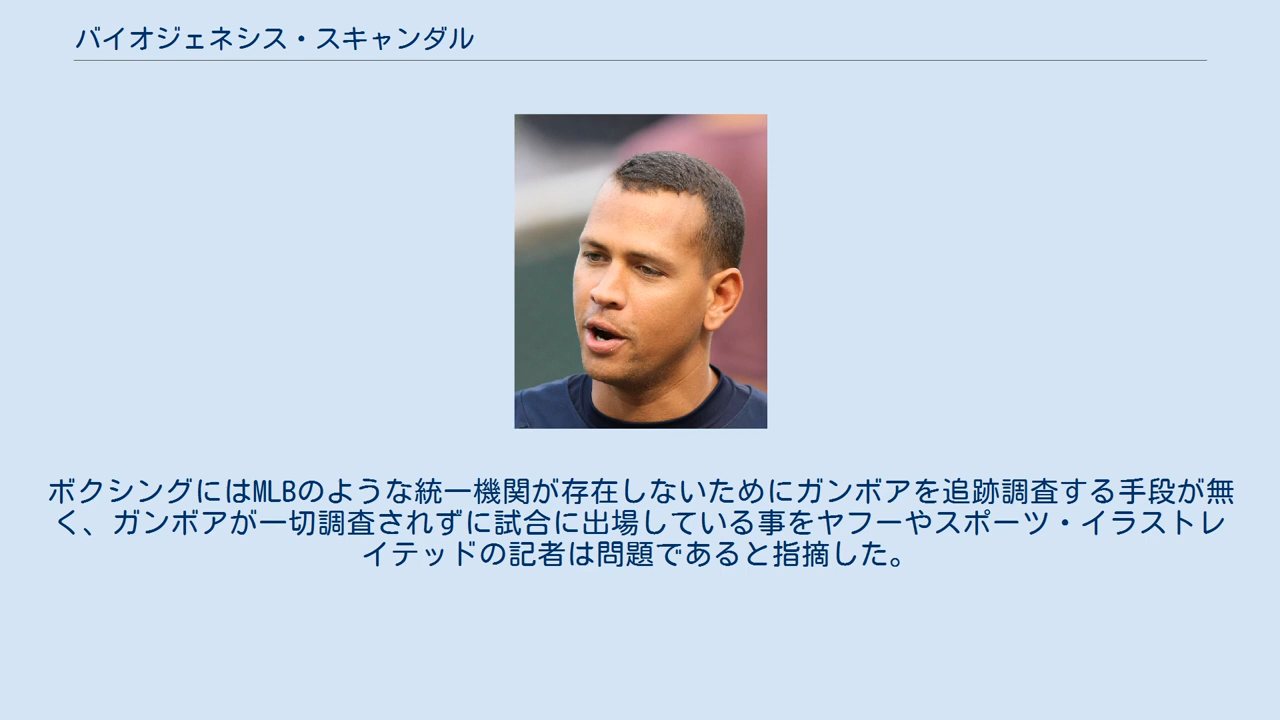 バイオジェネシス・スキャンダル
ボクシングにはMLBのような統一機関が存在しないためにガンボアを追跡調査する手段が無
く、ガンボアが一切調査されずに試合に出場している事をヤフーやスポーツ・イラストレ
イテッドの記者は問題であると指摘した。